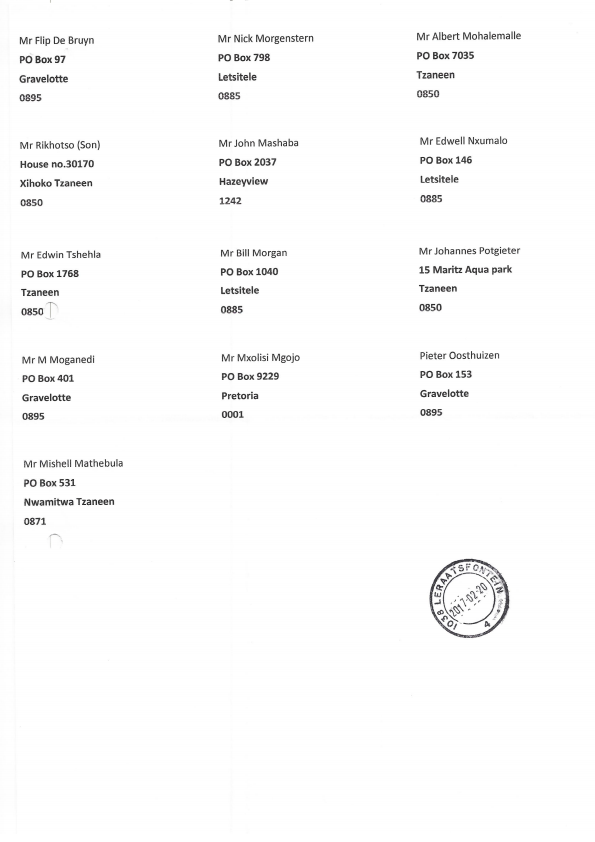 Mr Flip De Bruyn
PO Box 97
Gravelotte
0895
Mr Nick Morgenstern
PO Box 798
Letsitele
0885
Mr Albert Mohalemalle
PO Box 7035
Tzaneen
0850
Mr Rikhotso (Son)
House no.30170
Xihoko Tzaneen
0850
Mr John Mashaba
PO Box 2037
Hazeyview
1242
Mr Edwell Nxumalo
PO Box 146
Letsitele
0885
Mr Edwin Tshehla
PO Box 1768
Tzaneen
0850
Mr Bill Morgan
PO Box 1040
Letsitele
0885
Mr Johannes Potgieter
15 Maritz Aqua park
Tzaneen
0850
Mr M Moganedi
PO Box 401
Gravelotte
0895
Mr Mxolisi Mgojo
PO Box 9229
Pretoria
0001
Pieter Oosthuizen
PO Box 153
Gravelotte
0895
Mr Mishell Mathebula
PO Box 531
Nwamitwa Tzaneen
0871
1038 LERAATSFONTEIN
2017-02-20
4